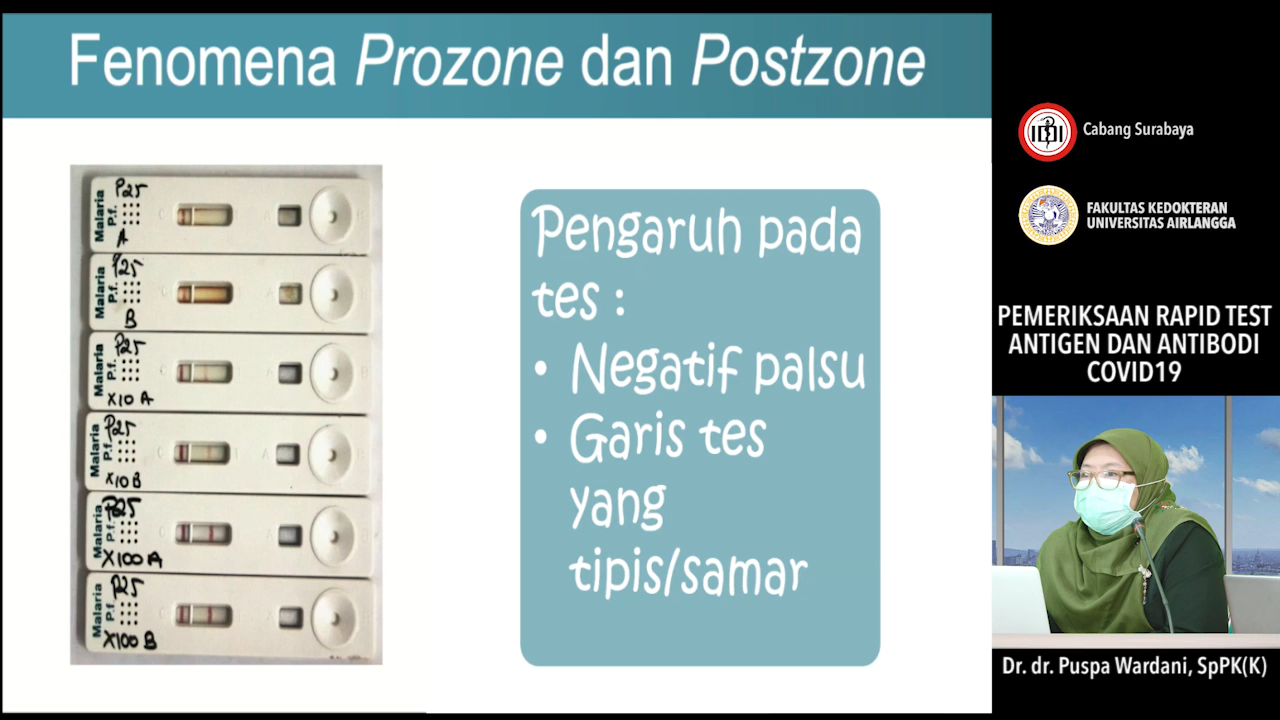 Fenomena Prozone dan Postzone
Malaria
P.f.
P25
A
Malaria
P.f.
P25
B
Malaria
P.f.
P25
X10 A
Malaria
P.f.
P25
X10 B
Malaria
P.f.
P25
X100 A
Malaria
P.f.
P25
X100 B
Pengaruh pada
tes :
• Negatif palsu
• Garis tes
yang
tipis/samar
IDI
Cabang Surabaya
FAKULTAS KEDOKTERAN
UNIVERSITAS AIRLANGGA
PEMERIKSAAN RAPID TEST
ANTIGEN DAN ANTIBODI
COVID19
Dr. dr. Puspa Wardani, SpPK(K)